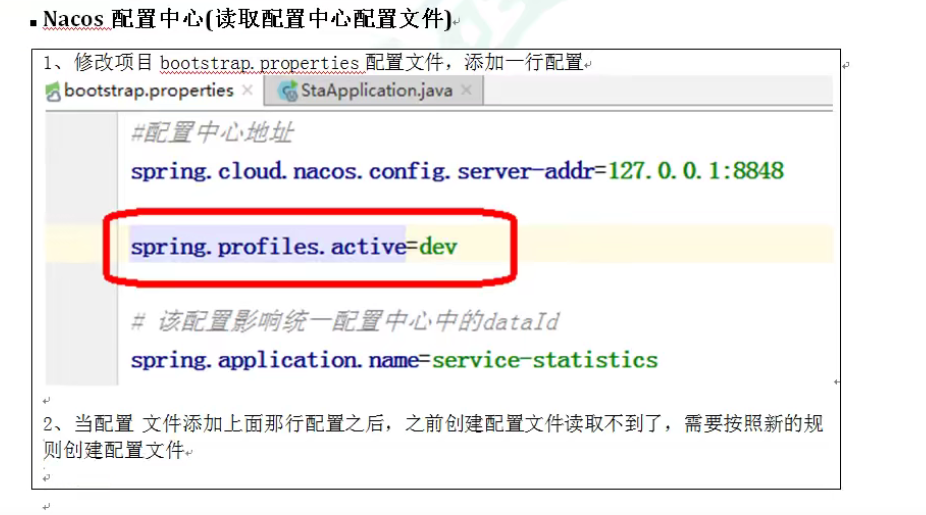 Nacos 配置中心(读取配置中心配置文件)
1、修改项目 bootstrap.properties 配置文件，添加一行配置
bootstrap.properties × StaApplication.java ×
#配置中心地址
spring.cloud.nacos.config.server-addr=127.0.0.1:8848
spring.profiles.active=dev
# 该配置影响统一配置中心中的dataId
spring.application.name=service-statistics
2、当配置 文件添加上面那行配置之后，之前创建配置文件读取不到了，需要按照新的规
则创建配置文件